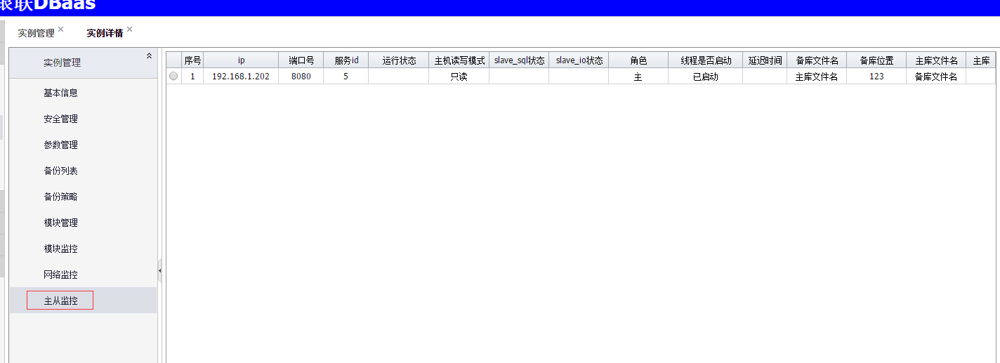 联DBaas
实例管理 实例详情
实例管理
基本信息
安全管理
参数管理
备份列表
备份策略
模块管理
模块监控
网络监控
主从监控
序号 ip 端口号 服务id 运行状态 主机读写模式 slave_sql状态 slave_io状态 角色 线程是否启动 延迟时间 备库文件名 备库位置 主库文件名 主库
1 192.168.1.202 8080 5 只读 主 已启动 主库文件名 123 备库文件名